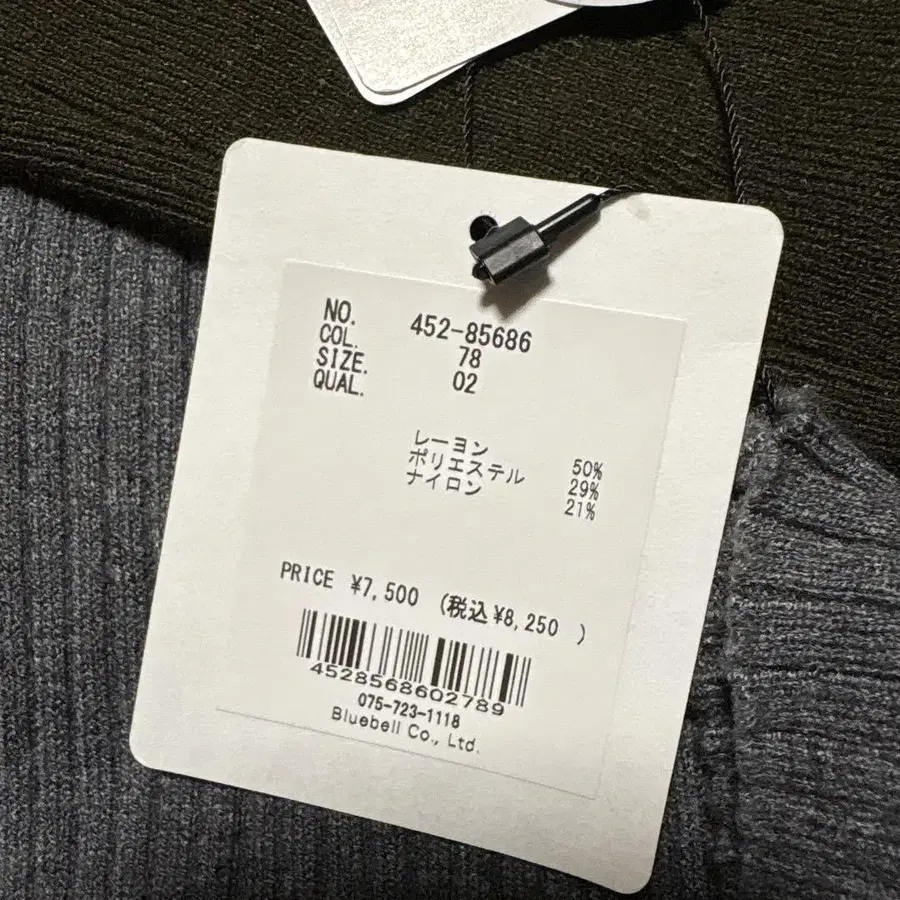 NO. 452-85686
COL. 78
SIZE. 02
QUAL.
レーヨン 50%
ポリエステル 29%
ナイロン 21%
PRICE ¥7,500 (税込¥8,250 )
4528568602789
075-723-1118
Bluebell Co., Ltd.